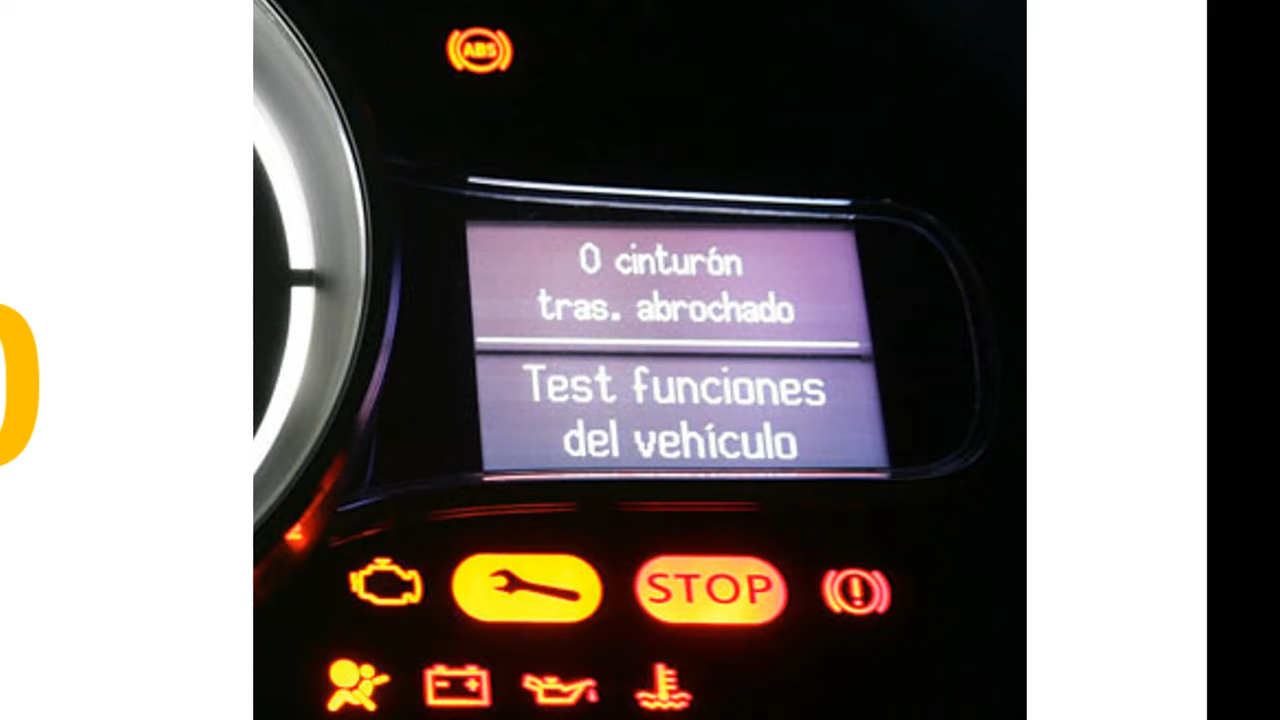 ABS
0 cinturón
tras. abrochado
Test funciones
del vehículo
STOP